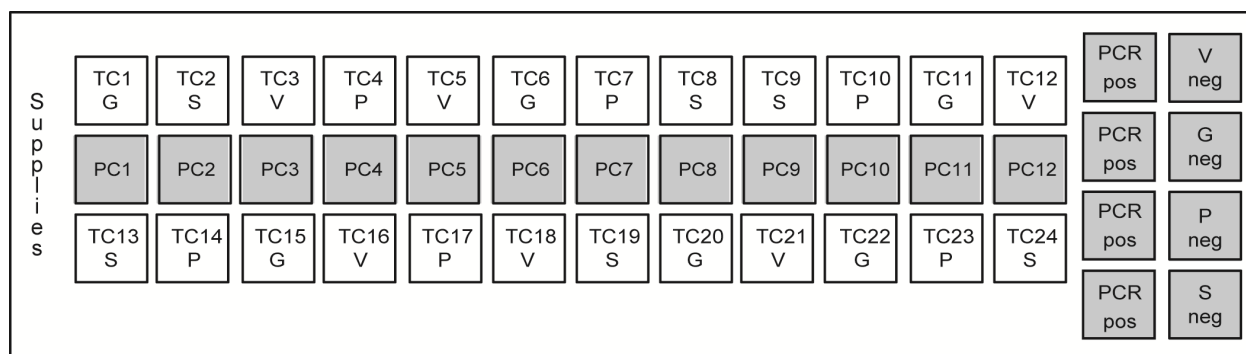 Supplies
TC1 TC2 TC3 TC4 TC5 TC6 TC7 TC8 TC9 TC10 TC11 TC12
G S V P V G P S S P G V
PC1 PC2 PC3 PC4 PC5 PC6 PC7 PC8 PC9 PC10 PC11 PC12
TC13 TC14 TC15 TC16 TC17 TC18 TC19 TC20 TC21 TC22 TC23 TC24
S P G V P V S G V G P S
PCR V
pos neg
PCR G
pos neg
PCR P
pos neg
PCR S
pos neg